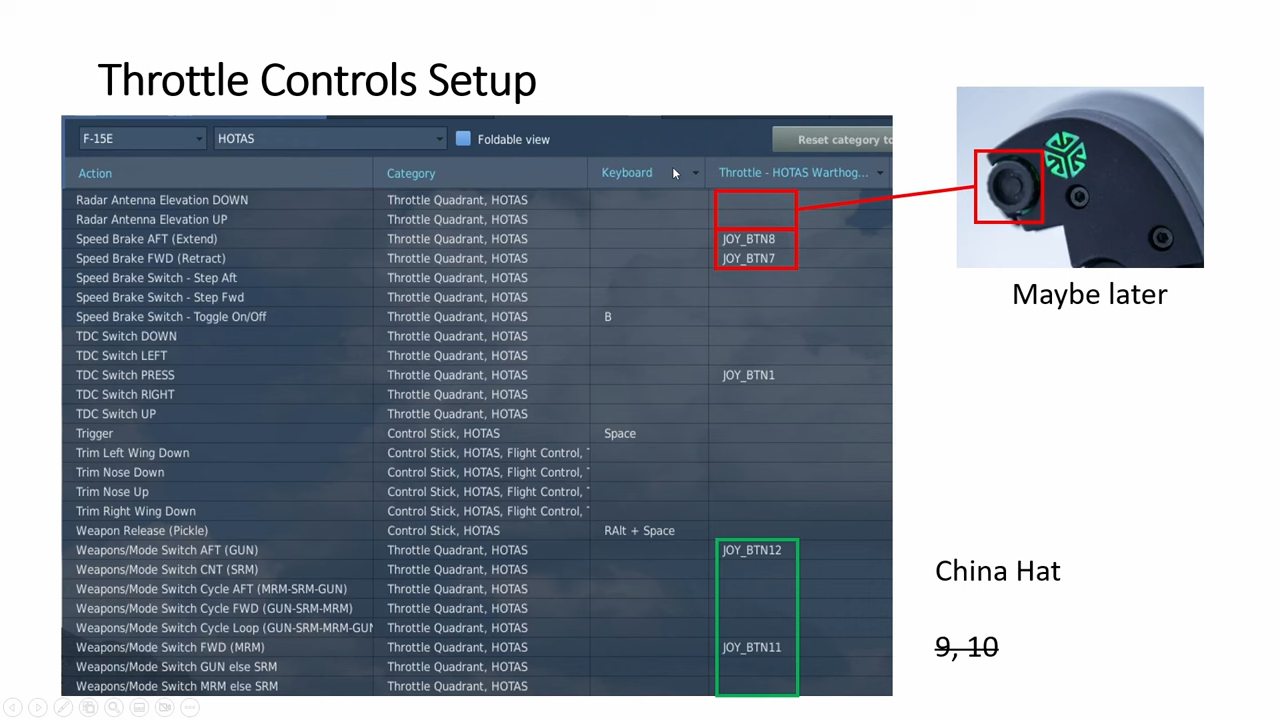 Throttle Controls Setup
F-15E HOTAS Foldable view Reset category to
Action Category Keyboard Throttle - HOTAS Warthog...
Radar Antenna Elevation DOWN Throttle Quadrant, HOTAS
Radar Antenna Elevation UP Throttle Quadrant, HOTAS
Speed Brake AFT (Extend) Throttle Quadrant, HOTAS JOY_BTN8
Speed Brake FWD (Retract) Throttle Quadrant, HOTAS JOY_BTN7
Speed Brake Switch - Step Aft Throttle Quadrant, HOTAS
Speed Brake Switch - Step Fwd Throttle Quadrant, HOTAS
Speed Brake Switch - Toggle On/Off Throttle Quadrant, HOTAS B
TDC Switch DOWN Throttle Quadrant, HOTAS
TDC Switch LEFT Throttle Quadrant, HOTAS
TDC Switch PRESS Throttle Quadrant, HOTAS JOY_BTN1
TDC Switch RIGHT Throttle Quadrant, HOTAS
TDC Switch UP Throttle Quadrant, HOTAS
Trigger Control Stick, HOTAS Space
Trim Left Wing Down Control Stick, HOTAS, Flight Control,
Trim Nose Down Control Stick, HOTAS, Flight Control,
Trim Nose Up Control Stick, HOTAS, Flight Control,
Trim Right Wing Down Control Stick, HOTAS, Flight Control,
Weapon Release (Pickle) Control Stick, HOTAS RAlt + Space
Weapons/Mode Switch AFT (GUN) Throttle Quadrant, HOTAS JOY_BTN12
Weapons/Mode Switch CNT (SRM) Throttle Quadrant, HOTAS
Weapons/Mode Switch Cycle AFT (MRM-SRM-GUN) Throttle Quadrant, HOTAS
Weapons/Mode Switch Cycle FWD (GUN-SRM-MRM) Throttle Quadrant, HOTAS
Weapons/Mode Switch Cycle Loop (GUN-SRM-MRM-GUN Throttle Quadrant, HOTAS
Weapons/Mode Switch FWD (MRM) Throttle Quadrant, HOTAS JOY_BTN11
Weapons/Mode Switch GUN else SRM Throttle Quadrant, HOTAS
Weapons/Mode Switch MRM else SRM Throttle Quadrant, HOTAS
Maybe later
China Hat
9, 10